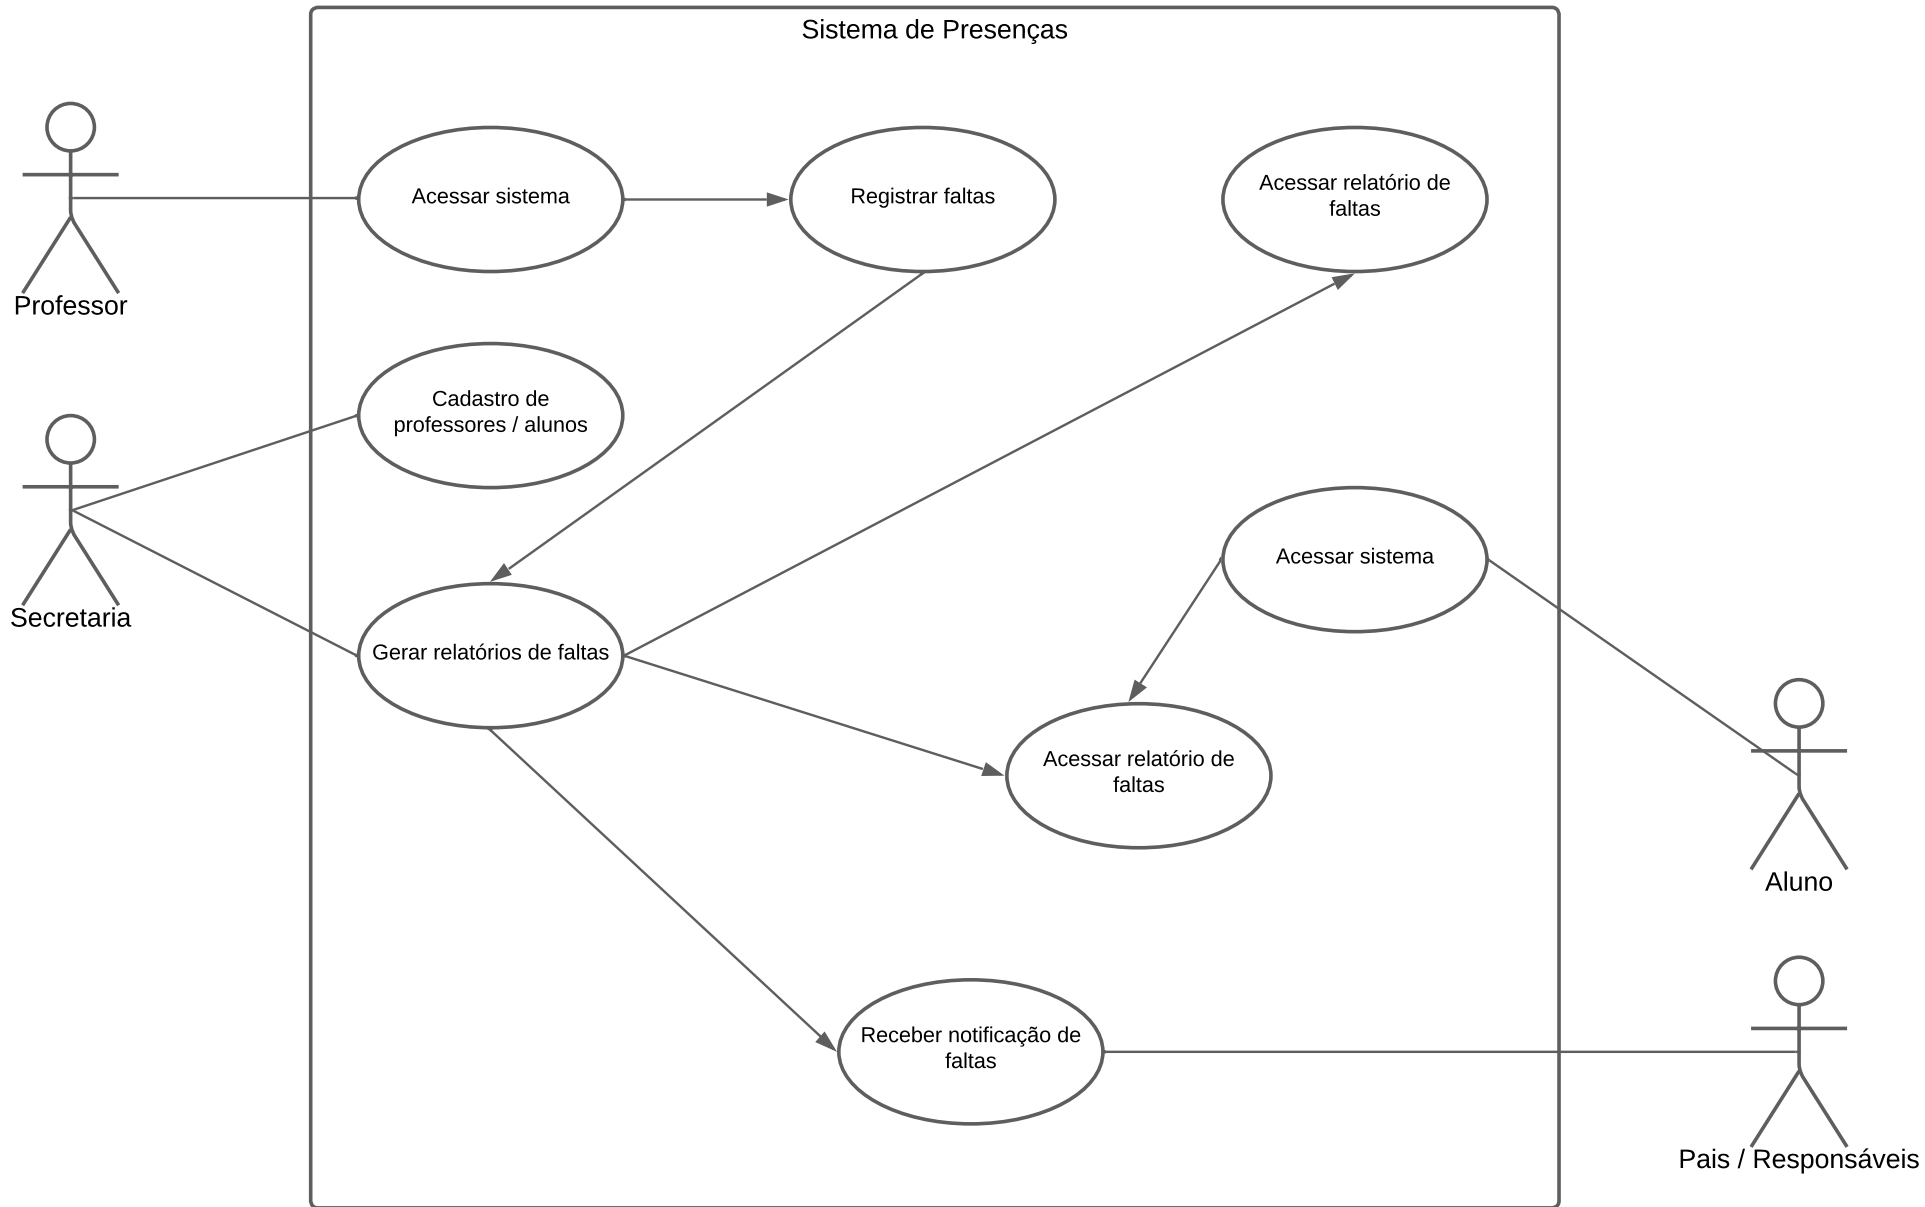 Sistema de Presenças
Acessar sistema
Registrar faltas
Acessar relatório de
faltas
Professor
Cadastro de
professores / alunos
Secretaria
Acessar sistema
Gerar relatórios de faltas
Acessar relatório de
faltas
Aluno
Receber notificação de
faltas
Pais / Responsáveis